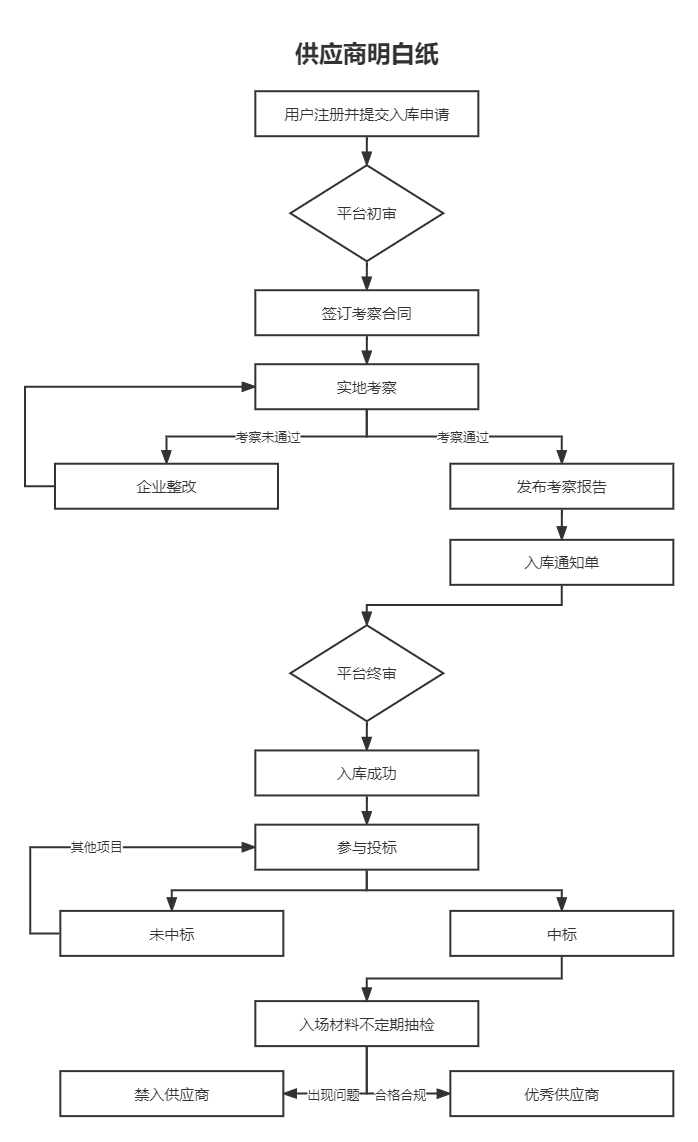 供应商明白纸
用户注册并提交入库申请
平台初审
签订考察合同
实地考察
考察未通过
考察通过
企业整改
发布考察报告
入库通知单
平台终审
入库成功
其他项目
参与投标
未中标
中标
入场材料不定期抽检
禁入供应商
出现问题
合格合规
优秀供应商